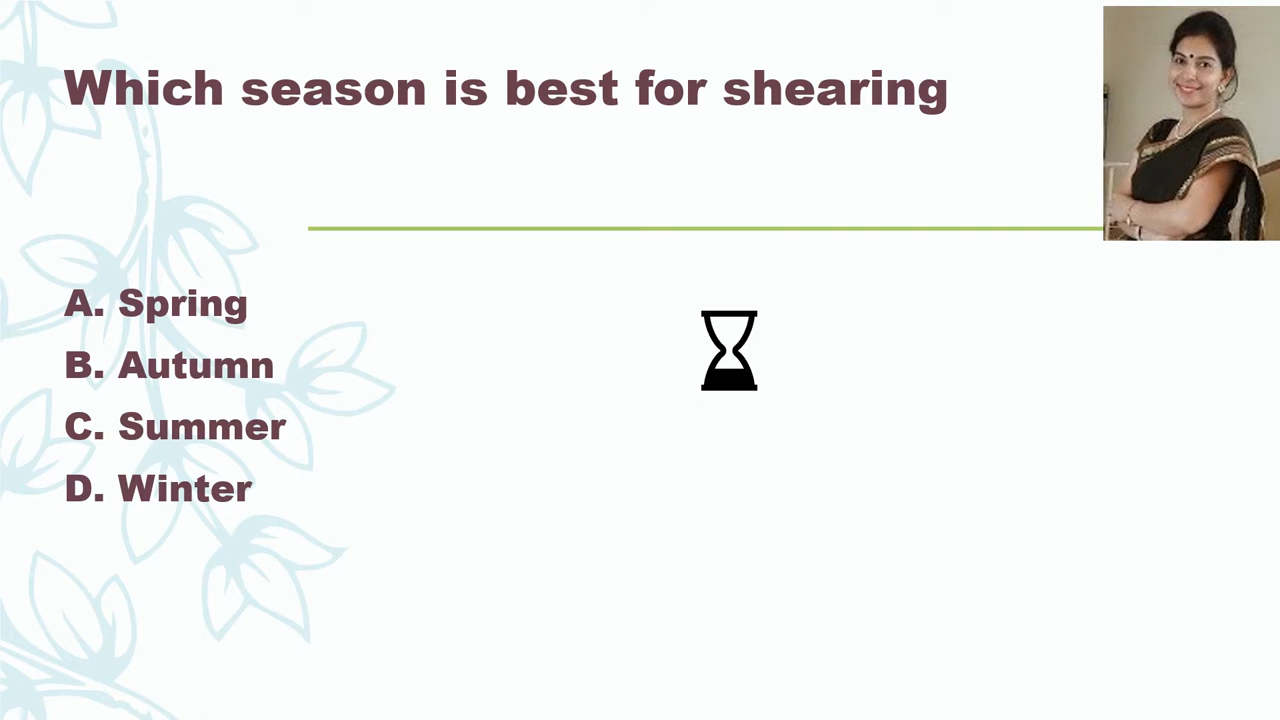 Which season is best for shearing
A. Spring
B. Autumn
C. Summer
D. Winter